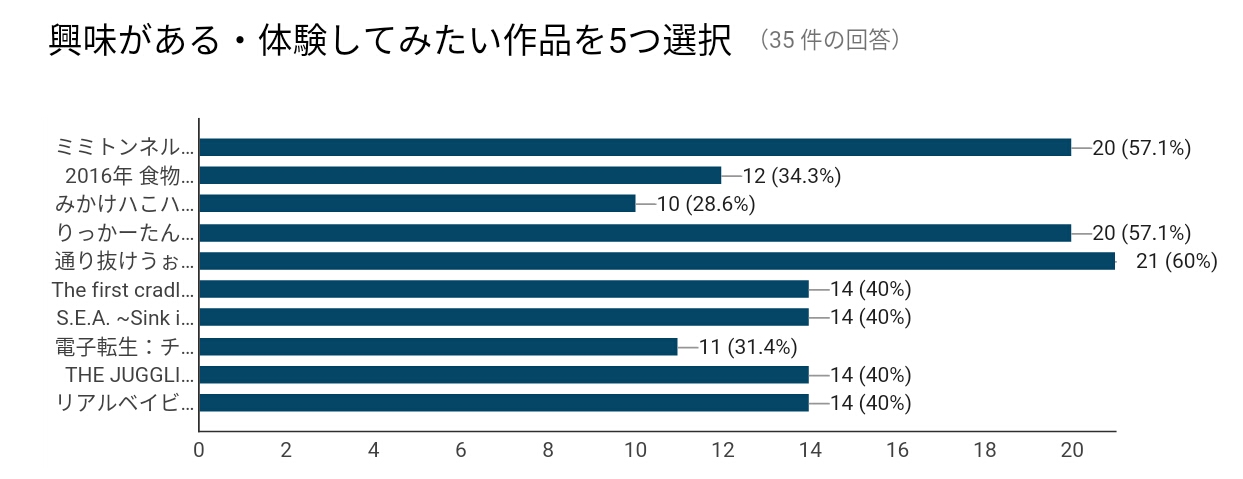 興味がある・体験してみたい作品を5つ選択 （35 件の回答）
ミミトンネル… 20 (57.1%)
2016年 食物… 12 (34.3%)
みかけハこハ… 10 (28.6%)
りっかーたん… 20 (57.1%)
通り抜けうぉ… 21 (60%)
The first cradl… 14 (40%)
S.E.A. ~Sink i… 14 (40%)
電子転生：チ… 11 (31.4%)
THE JUGGLI… 14 (40%)
リアルベイビ… 14 (40%)
0 2 4 6 8 10 12 14 16 18 20